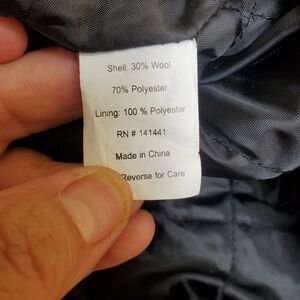 Shell: 30% Wool
70% Polyester
Lining: 100 % Polyester
RN # 141441
Made in China
Reverse for Care